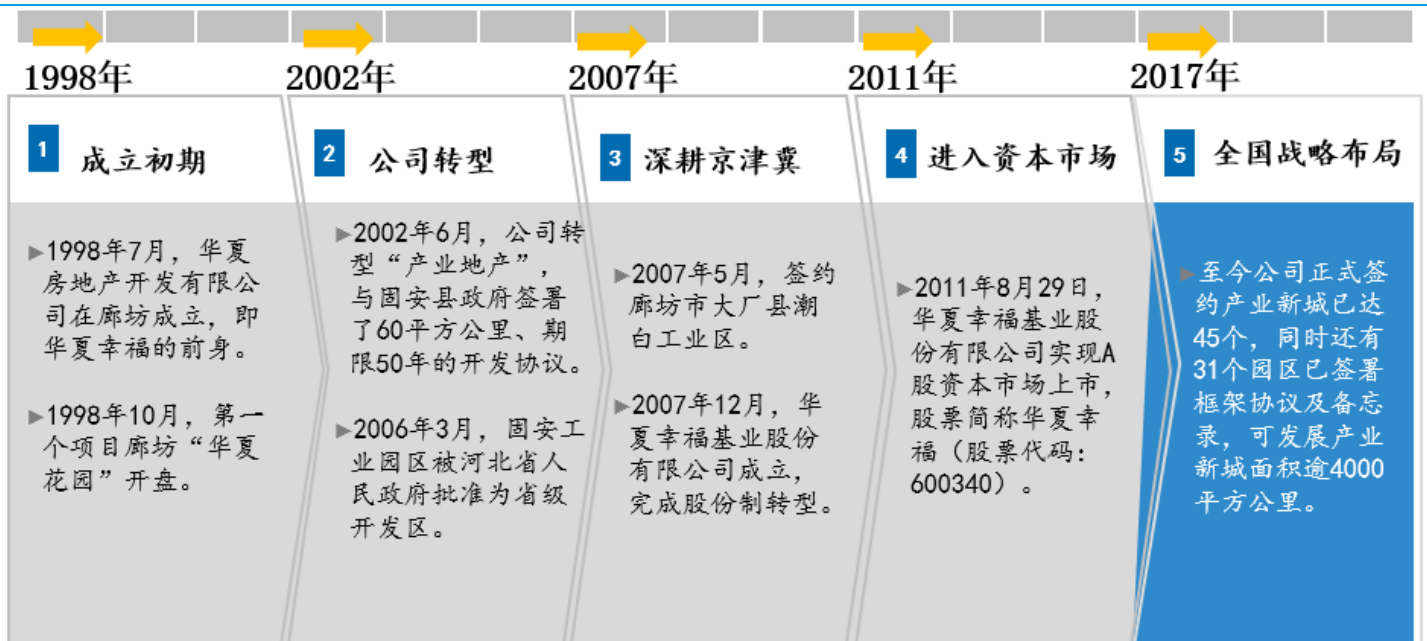 1998年
2002年
2007年
2011年
2017年
1 成立初期
2 公司转型
3 深耕京津冀
4 进入资本市场
5 全国战略布局
▶1998年7月，华夏
房地产开发有限公
司在廊坊成立，即
华夏幸福的前身。
▶1998年10月，第一
个项目廊坊“华夏
花园”开盘。
▶2002年6月，公司转
型“产业地产”，
与固安县政府签署
了60平方公里、期
限50年的开发协议。
▶2006年3月，固安工
业园区被河北省人
民政府批准为省级
开发区。
▶2007年5月，签约
廊坊市大厂县潮
白工业区。
▶2007年12月，华
夏幸福基业股份
有限公司成立，
完成股份制转型。
▶2011年8月29日，
华夏幸福基业股
份有限公司实现A
股资本市场上市，
股票简称华夏幸
福（股票代码：
600340）。
▶至今公司正式签
约产业新城已达
45个，同时还有
31个园区已签署
框架协议及备忘
录，可发展产业
新城面积逾4000
平方公里。